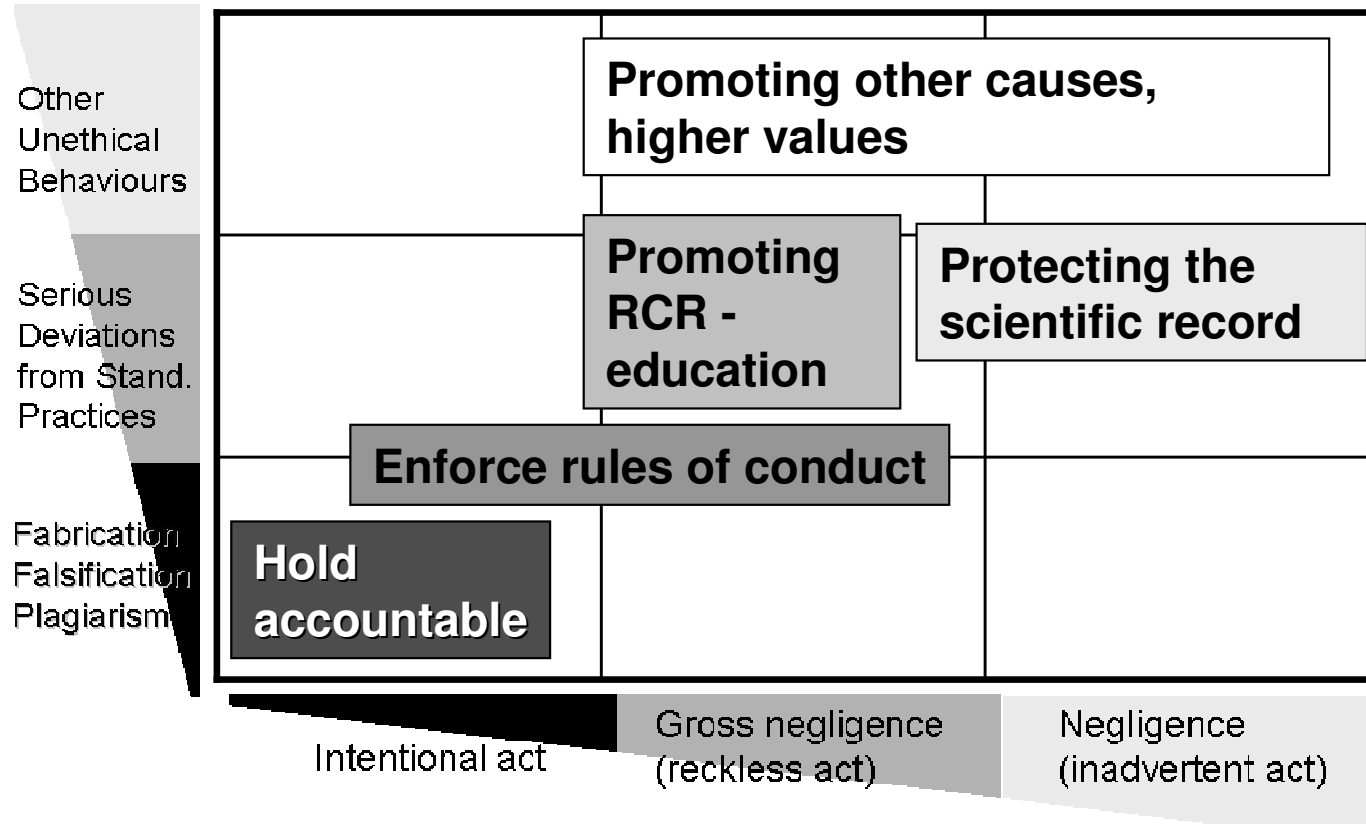 Other
Unethical
Behaviours
Promoting other causes,
higher values
Serious
Deviations
from Stand.
Practices
Promoting
RCR -
education
Protecting the
scientific record
Enforce rules of conduct
Fabrication
Falsification
Plagiarism
Hold
accountable
Intentional act
Gross negligence
(reckless act)
Negligence
(inadvertent act)